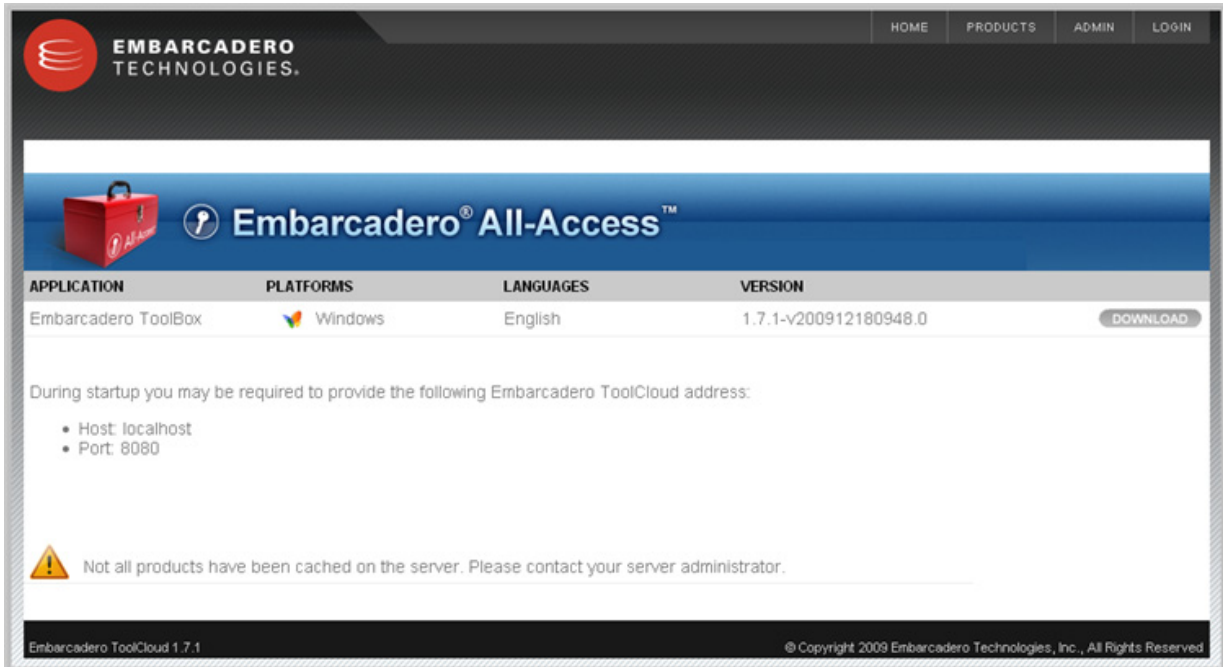 HOME PRODUCTS ADMIN LOGIN
EMBARCADERO
TECHNOLOGIES.
All-Access
Embarcadero® All-Access™
APPLICATION PLATFORMS LANGUAGES VERSION
Embarcadero ToolBox Windows English 1.7.1-v200912180948.0 DOWNLOAD
During startup you may be required to provide the following Embarcadero ToolCloud address:
• Host: localhost
• Port: 8080
Not all products have been cached on the server. Please contact your server administrator.
Embarcadero ToolCloud 1.7.1 © Copyright 2009 Embarcadero Technologies, Inc., All Rights Reserved